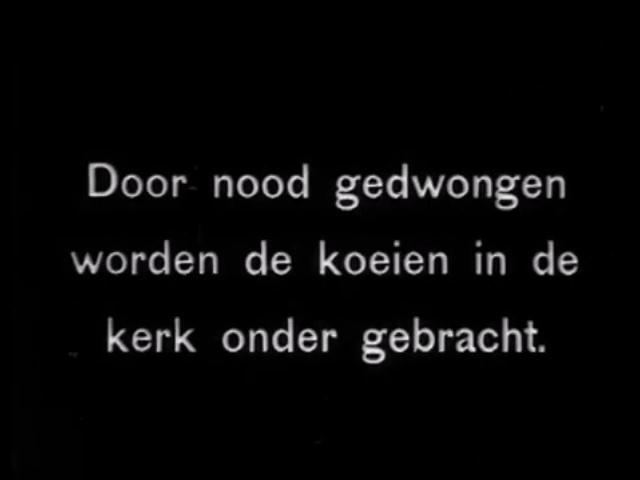 Door nood gedwongen
worden de koeien in de
kerk onder gebracht.